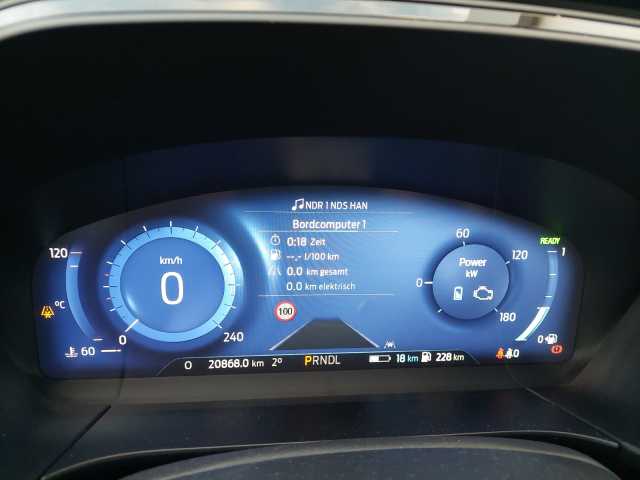 NDR 1 NDS HAN
Bordcomputer 1
0:18 Zeit
--.- l/100 km
0.0 km gesamt
0.0 km elektrisch
100
120
°C
60
km/h
0
0
240
Power
kW
0
60
120
180
READY
1
0
O 20868.0 km 2° PRNDL 18 km 228 km
0